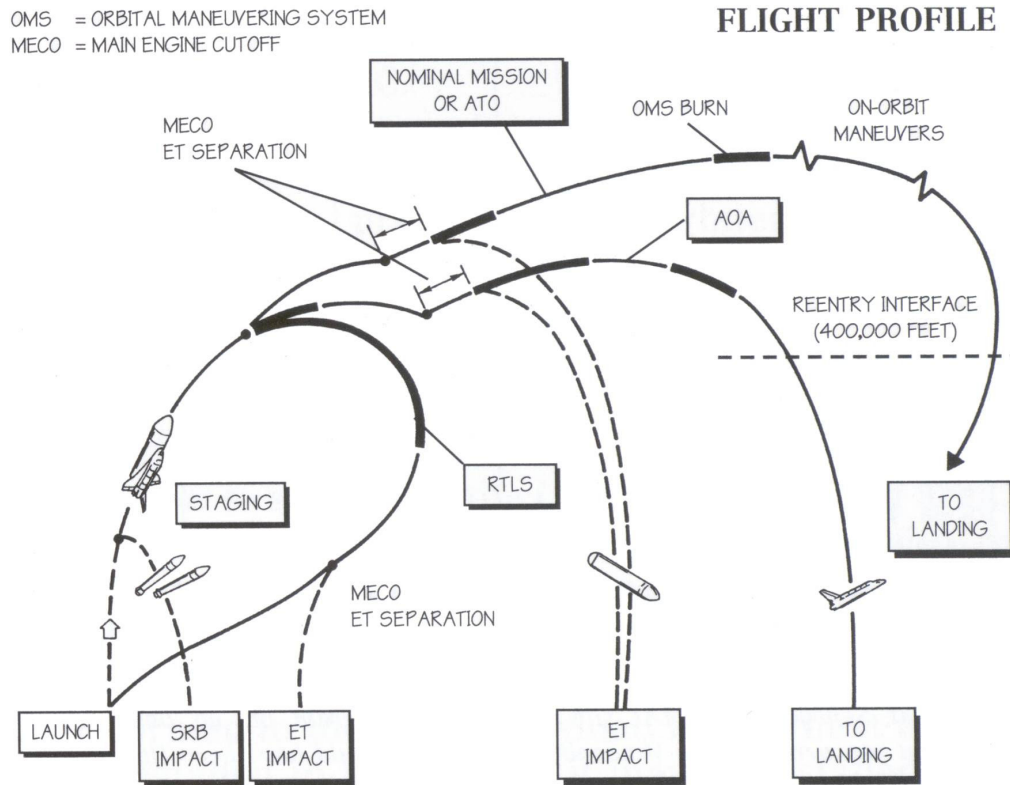 OMS = ORBITAL MANEUVERING SYSTEM
MECO = MAIN ENGINE CUTOFF
FLIGHT PROFILE
NOMINAL MISSION
OR ATO
MECO
ET SEPARATION
OMS BURN
ON-ORBIT
MANEUVERS
AOA
REENTRY INTERFACE
(400,000 FEET)
STAGING
RTLS
TO
LANDING
MECO
ET SEPARATION
LAUNCH
SRB
IMPACT
ET
IMPACT
ET
IMPACT
TO
LANDING